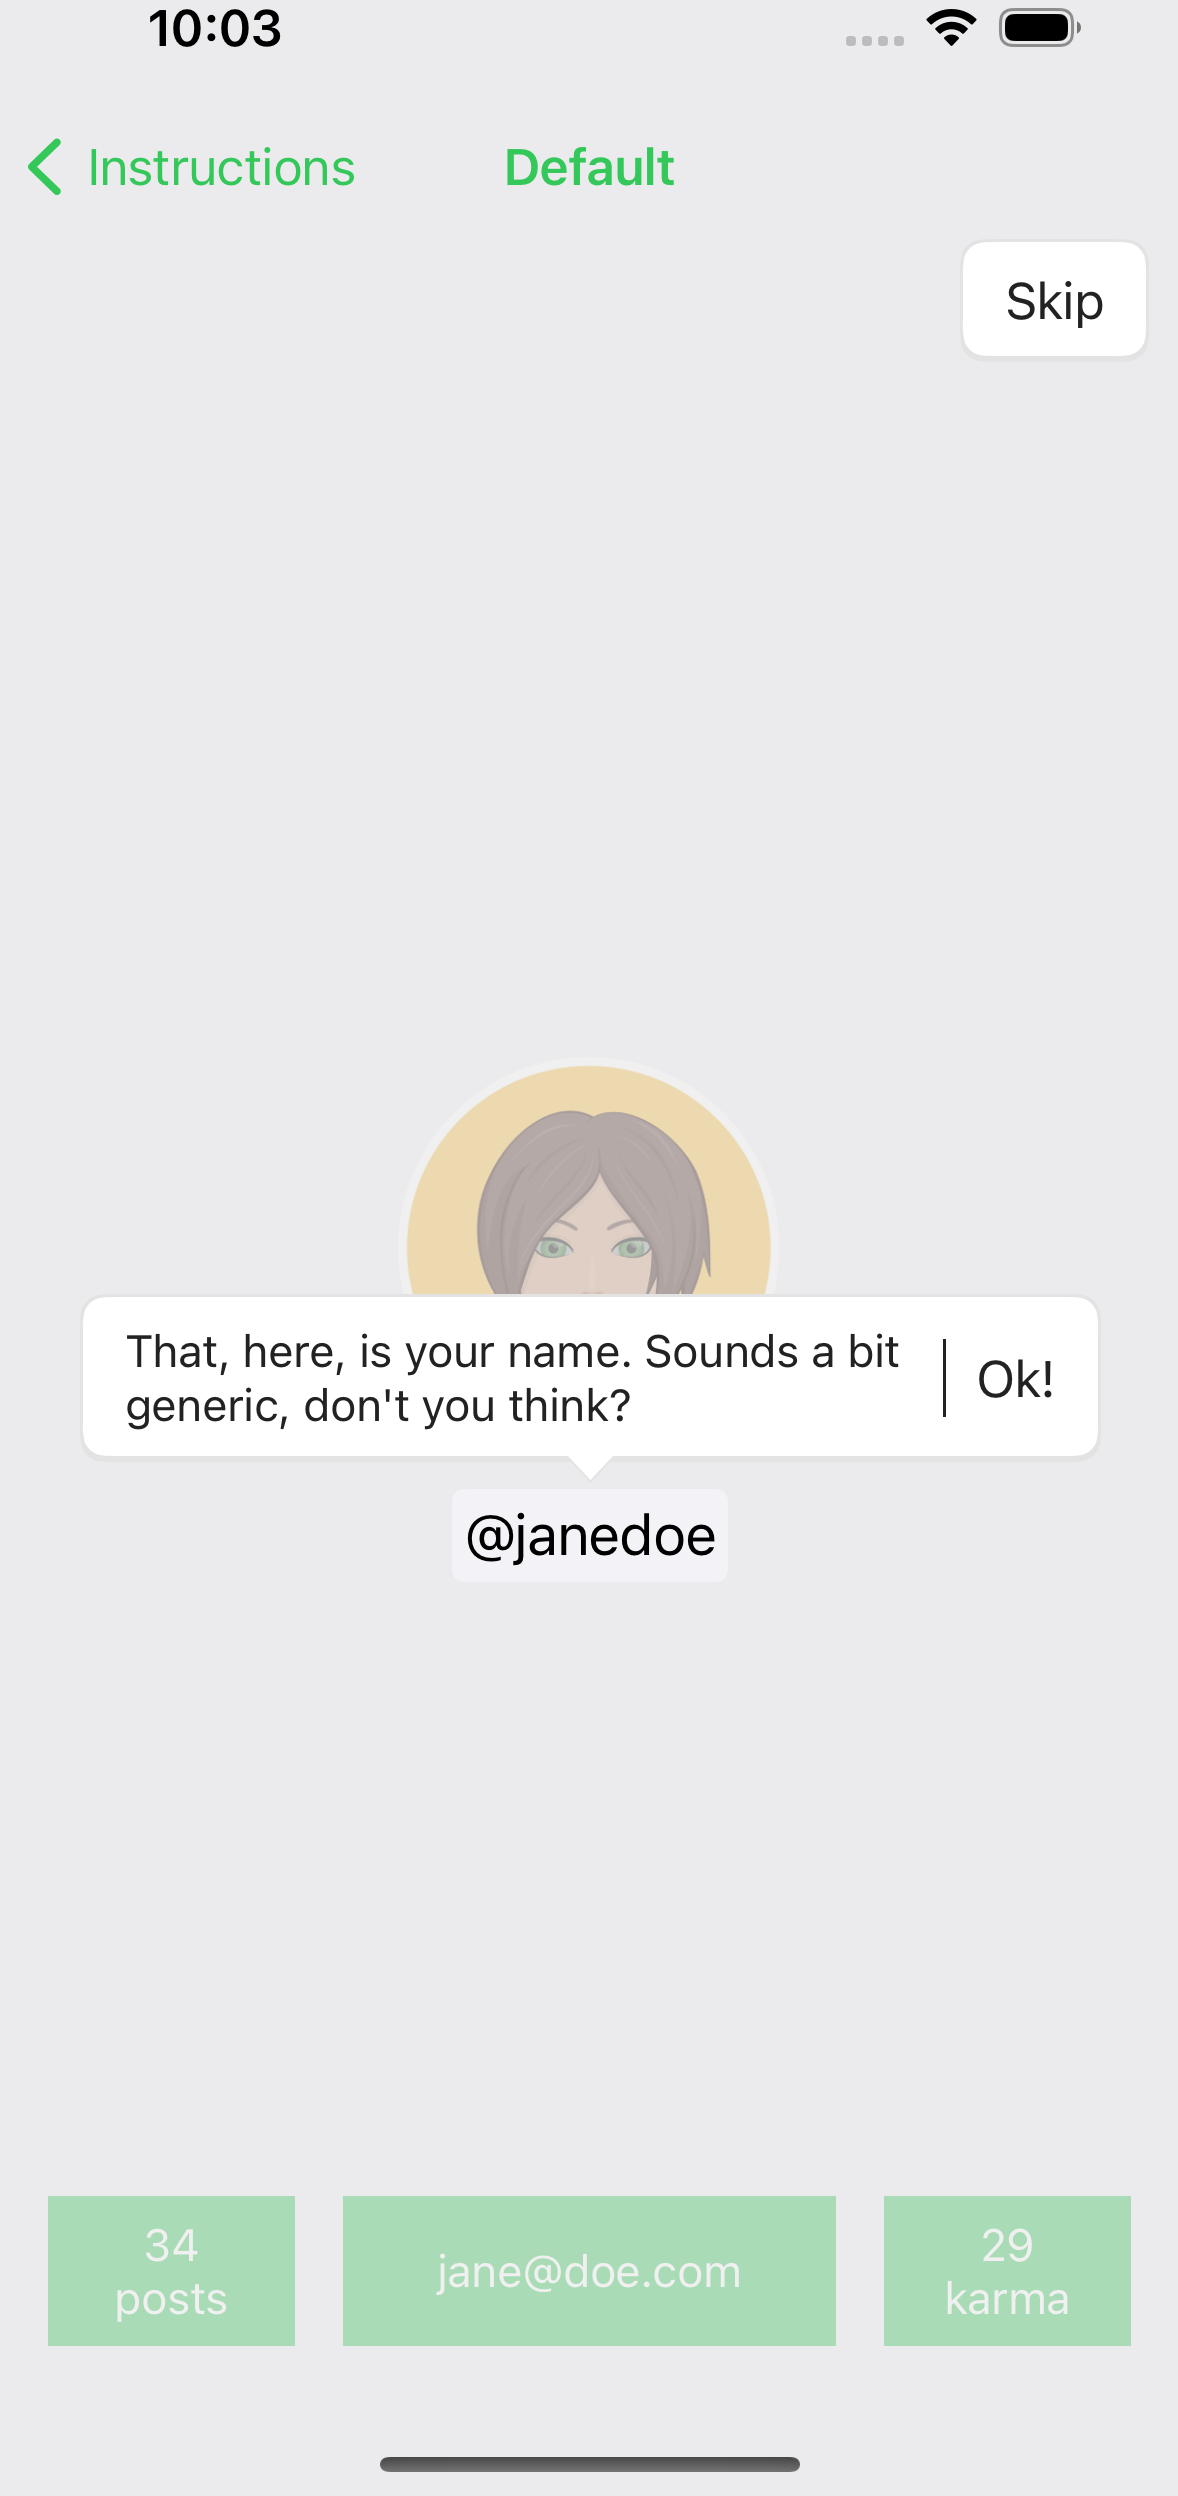 10:03
Instructions
Default
Skip
That, here, is your name. Sounds a bit
generic, don't you think?
Ok!
@janedoe
34
posts
jane@doe.com
29
karma